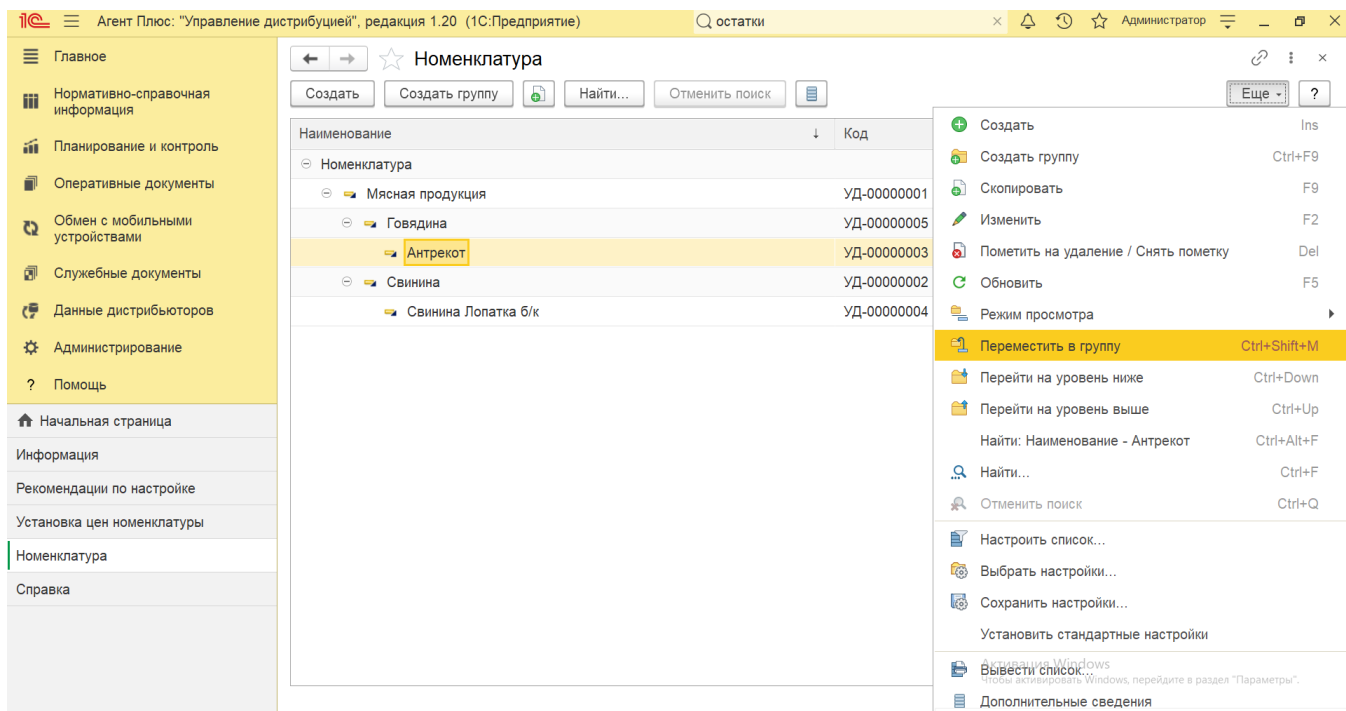 1С Агент Плюс: "Управление дистрибуцией", редакция 1.20 (1С:Предприятие) остатки Администратор
Главное
Нормативно-справочная
информация
Планирование и контроль
Оперативные документы
Обмен с мобильными
устройствами
Служебные документы
Данные дистрибьюторов
Администрирование
? Помощь
Начальная страница
Информация
Рекомендации по настройке
Установка цен номенклатуры
Номенклатура
Справка
Номенклатура
Создать Создать группу Найти... Отменить поиск Еще ?
Наименование Код
Номенклатура
Мясная продукция УД-00000001
Говядина УД-00000005
Антрекот УД-00000003
Свинина УД-00000002
Свинина Лопатка б/к УД-00000004
Создать Ins
Создать группу Ctrl+F9
Скопировать F9
Изменить F2
Пометить на удаление / Снять пометку Del
Обновить F5
Режим просмотра
Переместить в группу Ctrl+Shift+M
Перейти на уровень ниже Ctrl+Down
Перейти на уровень выше Ctrl+Up
Найти: Наименование - Антрекот Ctrl+Alt+F
Найти... Ctrl+F
Отменить поиск Ctrl+Q
Настроить список...
Выбрать настройки...
Сохранить настройки...
Установить стандартные настройки
Активация Windows
Вывести список...
Чтобы активировать Windows, перейдите в раздел "Параметры".
Дополнительные сведения